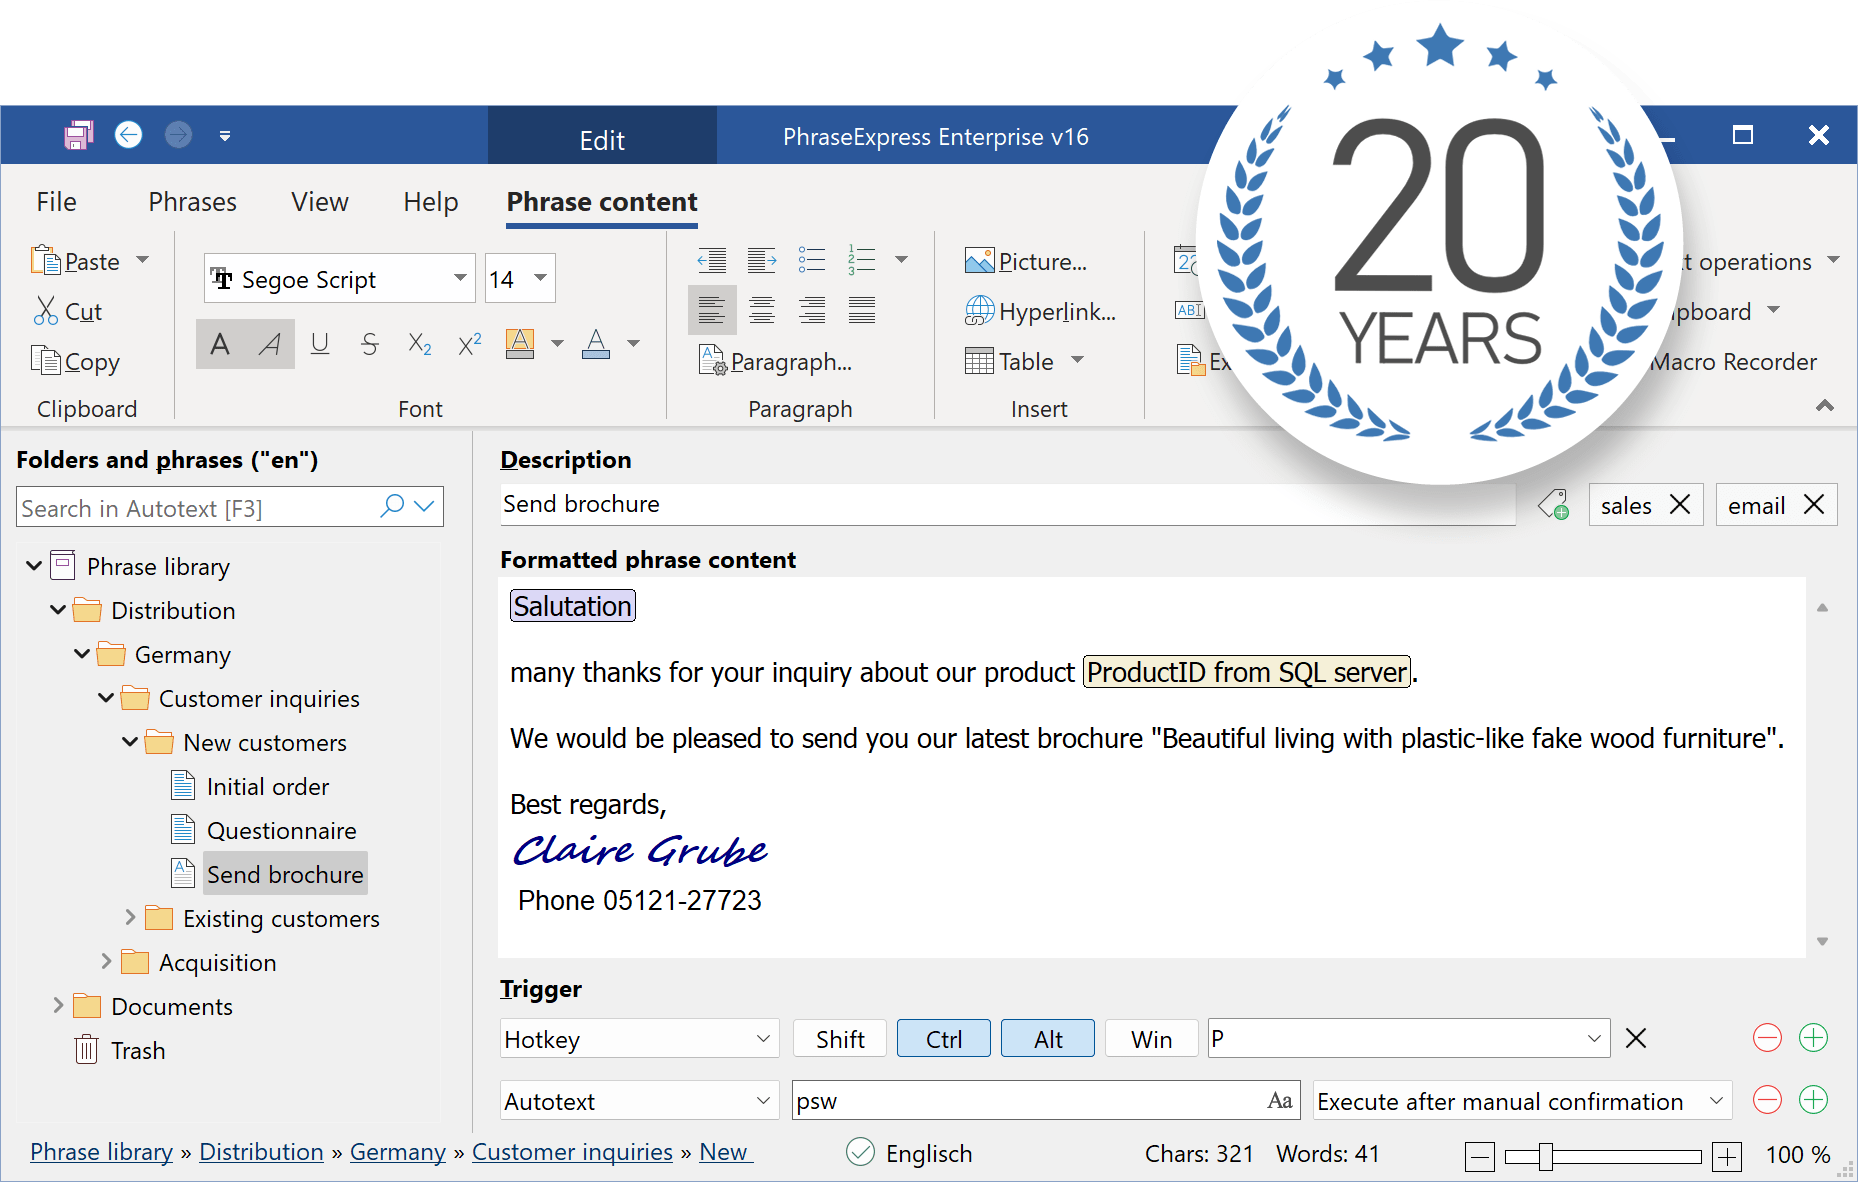 20
YEARS
Edit
PhraseExpress Enterprise v16
File
Phrases
View
Help
Phrase content
Paste
Cut
Copy
Clipboard
Segoe Script
14
A A U S X2 X2 A A
Font
1
2
3
Paragraph...
Paragraph
Picture...
Hyperlink...
Table
Insert
ABI
operations
Macro Recorder
Folders and phrases ("en")
Search in Autotext [F3]
Phrase library
Distribution
Germany
Customer inquiries
New customers
Initial order
Questionnaire
Send brochure
Existing customers
Acquisition
Documents
Trash
Description
Send brochure
sales
email
Formatted phrase content
Salutation
many thanks for your inquiry about our product ProductID from SQL server.
We would be pleased to send you our latest brochure "Beautiful living with plastic-like fake wood furniture".
Best regards,
Claire Grube
Phone 05121-27723
Trigger
Hotkey
Shift
Ctrl
Alt
Win
P
Autotext
psw
Aa
Execute after manual confirmation
Phrase library » Distribution » Germany » Customer inquiries » New
Englisch
Chars: 321
Words: 41
100 %